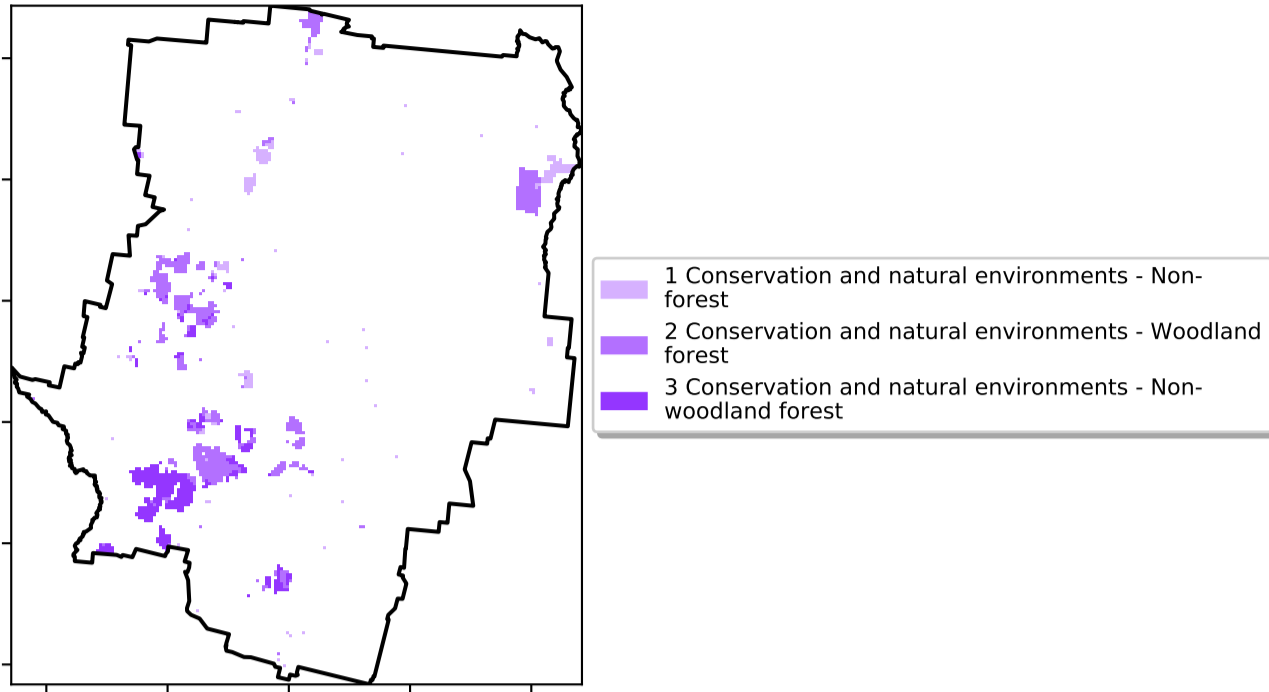 1 Conservation and natural environments - Non-
forest
2 Conservation and natural environments - Woodland
forest
3 Conservation and natural environments - Non-
woodland forest